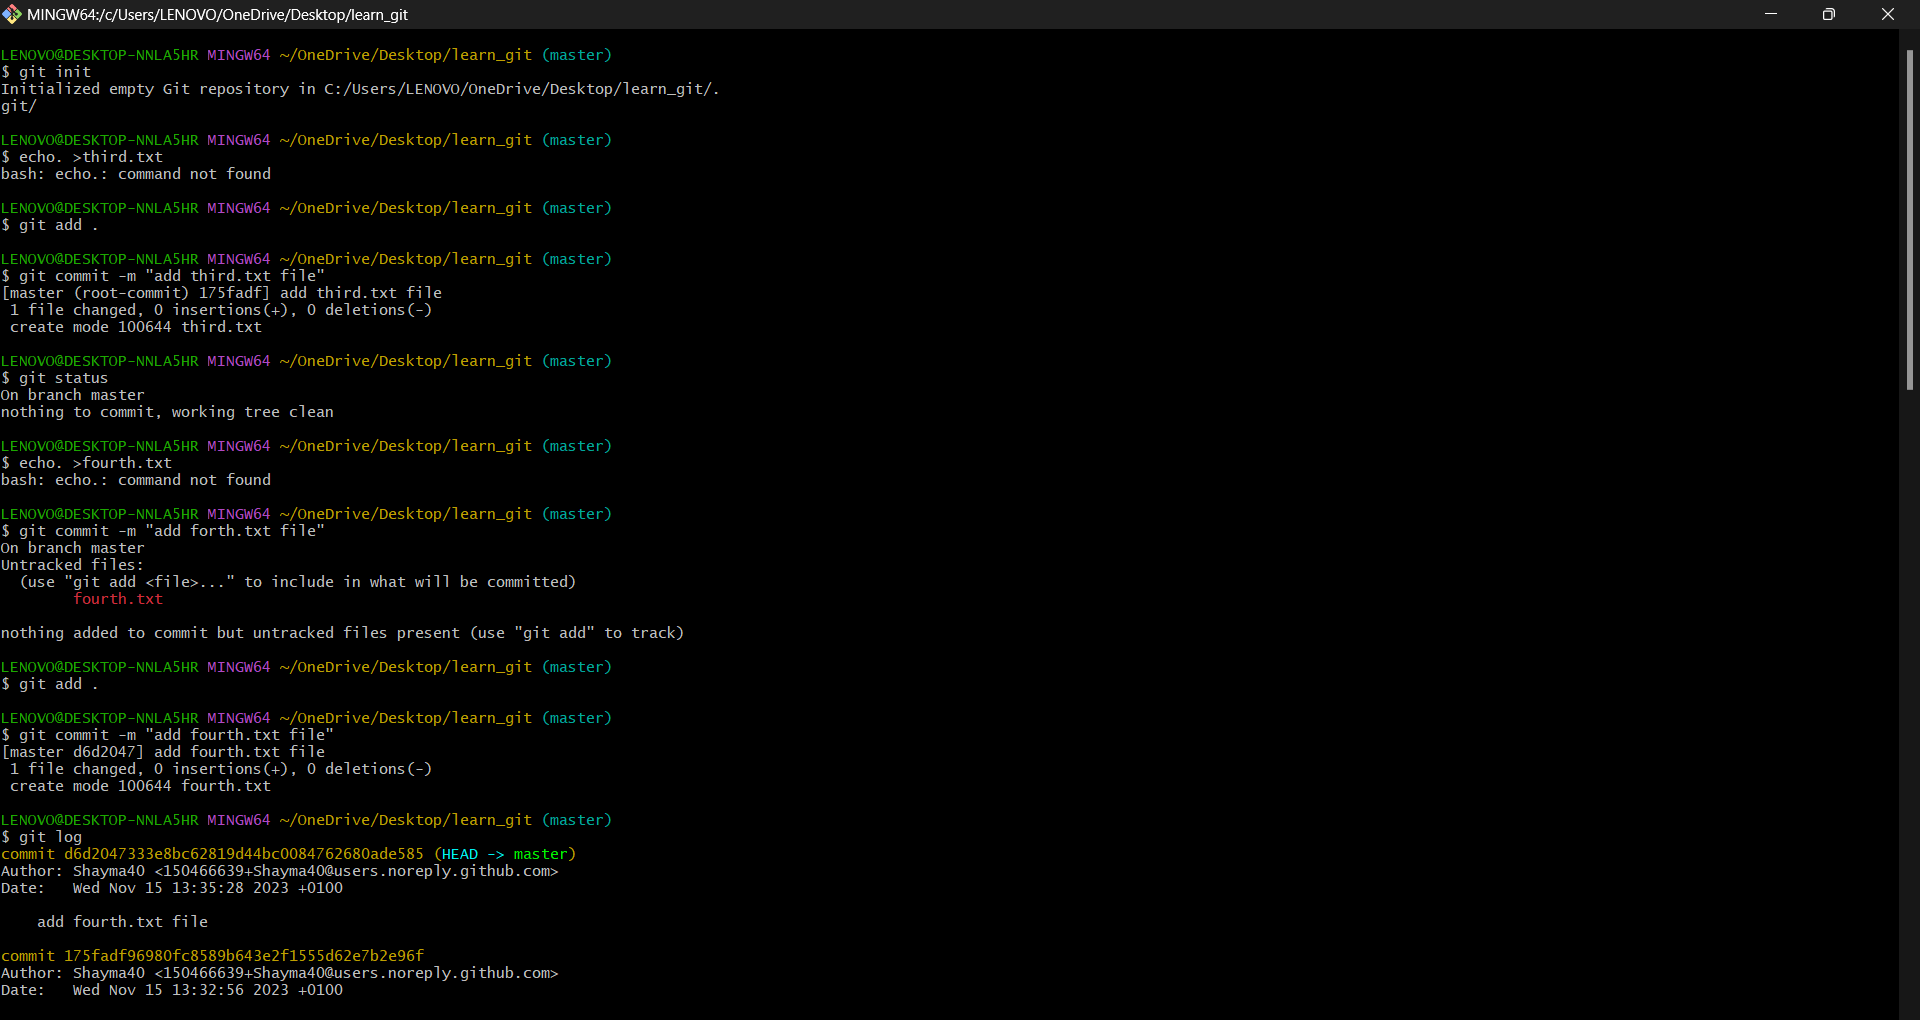 MINGW64:/c/Users/LENOVO/OneDrive/Desktop/learn_git
LENOVO@DESKTOP-NNLA5HR MINGW64 ~/OneDrive/Desktop/learn_git (master)
$ git init
Initialized empty Git repository in C:/Users/LENOVO/OneDrive/Desktop/learn_git/.
git/
LENOVO@DESKTOP-NNLA5HR MINGW64 ~/OneDrive/Desktop/learn_git (master)
$ echo. >third.txt
bash: echo.: command not found
LENOVO@DESKTOP-NNLA5HR MINGW64 ~/OneDrive/Desktop/learn_git (master)
$ git add .
LENOVO@DESKTOP-NNLA5HR MINGW64 ~/OneDrive/Desktop/learn_git (master)
$ git commit -m "add third.txt file"
[master (root-commit) 175fadf] add third.txt file
 1 file changed, 0 insertions(+), 0 deletions(-)
 create mode 100644 third.txt
LENOVO@DESKTOP-NNLA5HR MINGW64 ~/OneDrive/Desktop/learn_git (master)
$ git status
On branch master
nothing to commit, working tree clean
LENOVO@DESKTOP-NNLA5HR MINGW64 ~/OneDrive/Desktop/learn_git (master)
$ echo. >fourth.txt
bash: echo.: command not found
LENOVO@DESKTOP-NNLA5HR MINGW64 ~/OneDrive/Desktop/learn_git (master)
$ git commit -m "add forth.txt file"
On branch master
Untracked files:
  (use "git add <file>..." to include in what will be committed)
        fourth.txt
nothing added to commit but untracked files present (use "git add" to track)
LENOVO@DESKTOP-NNLA5HR MINGW64 ~/OneDrive/Desktop/learn_git (master)
$ git add .
LENOVO@DESKTOP-NNLA5HR MINGW64 ~/OneDrive/Desktop/learn_git (master)
$ git commit -m "add fourth.txt file"
[master d6d2047] add fourth.txt file
 1 file changed, 0 insertions(+), 0 deletions(-)
 create mode 100644 fourth.txt
LENOVO@DESKTOP-NNLA5HR MINGW64 ~/OneDrive/Desktop/learn_git (master)
$ git log
commit d6d2047333e8bc62819d44bc0084762680ade585 (HEAD -> master)
Author: Shayma40 <150466639+Shayma40@users.noreply.github.com>
Date:   Wed Nov 15 13:35:28 2023 +0100
    add fourth.txt file
commit 175fadf96980fc8589b643e2f1555d62e7b2e96f
Author: Shayma40 <150466639+Shayma40@users.noreply.github.com>
Date:   Wed Nov 15 13:32:56 2023 +0100